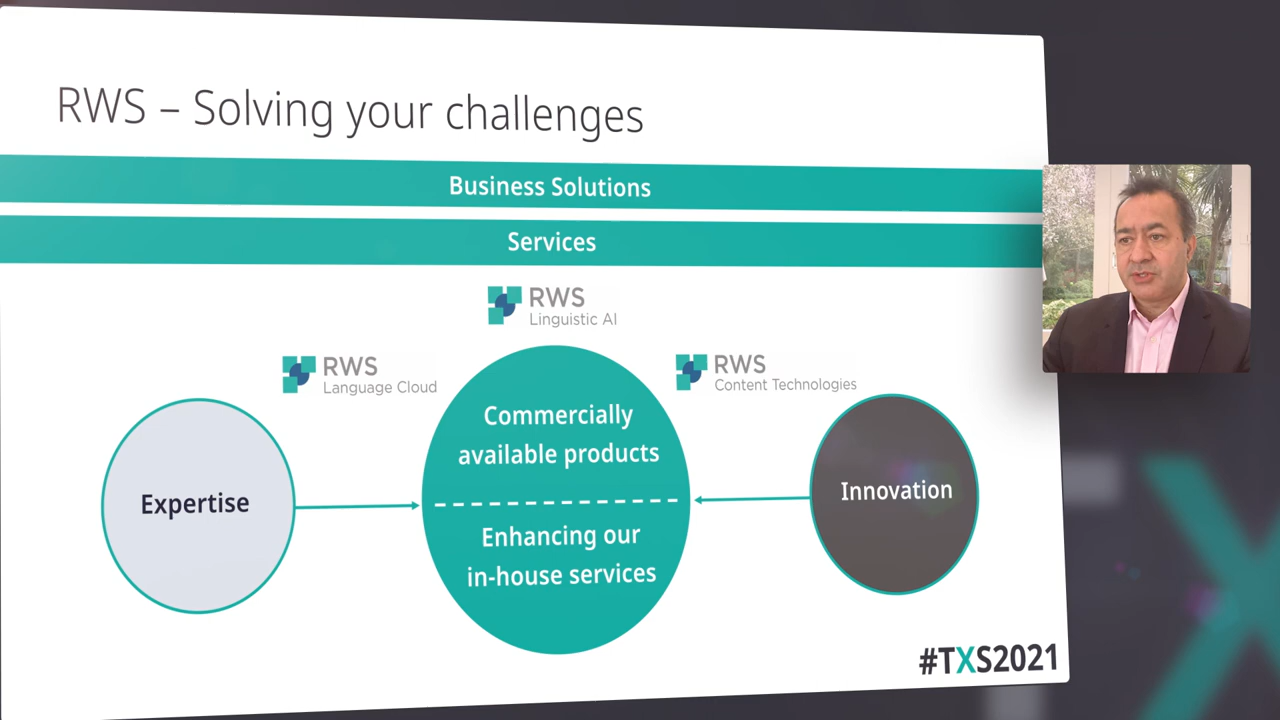 RWS – Solving your challenges
Business Solutions
Services
RWS
Linguistic AI
RWS
Language Cloud
RWS
Content Technologies
Commercially
available products
Expertise
Innovation
Enhancing our
in-house services
#TXS2021